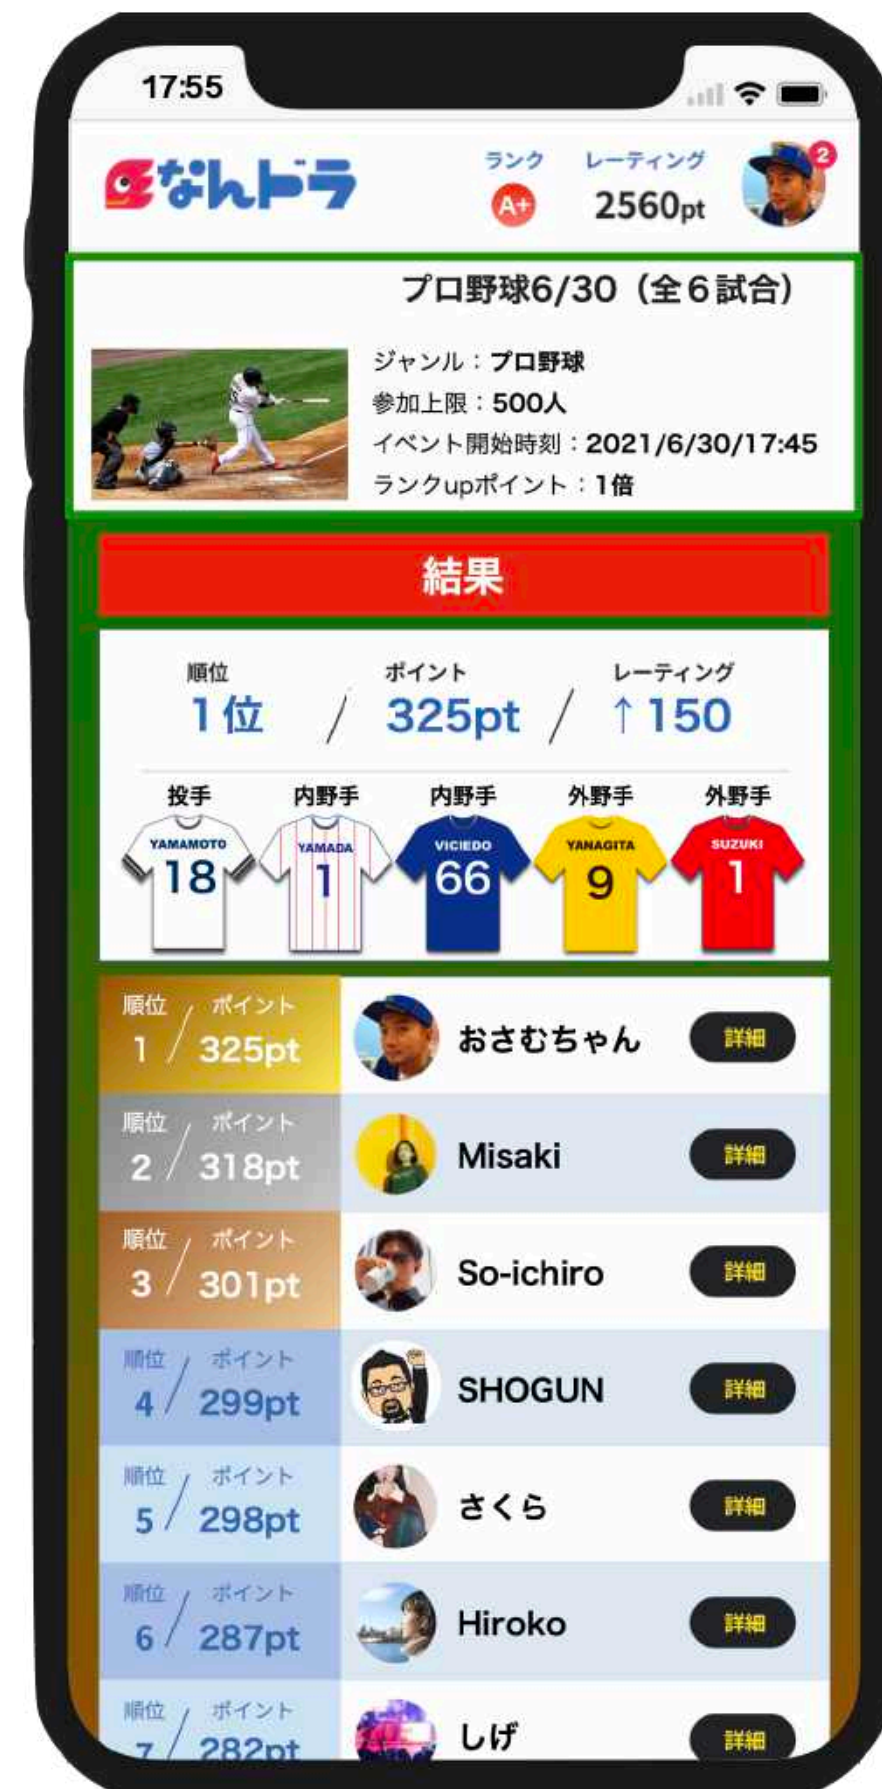 17:55
なんドラ
ランク
レーティング
A+
2560pt
2
プロ野球6/30（全６試合）
ジャンル：プロ野球
参加上限：500人
イベント開始時刻：2021/6/30/17:45
ランクupポイント：1倍
結果
順位
ポイント
レーティング
1位 / 325pt / ↑150
投手 内野手 内野手 外野手 外野手
YAMAMOTO YAMADA VICIEDO YANAGITA SUZUKI
18 1 66 9 1
順位 / ポイント
1 / 325pt おさむちゃん 詳細
順位 / ポイント
2 / 318pt Misaki 詳細
順位 / ポイント
3 / 301pt So-ichiro 詳細
順位 / ポイント
4 / 299pt SHOGUN 詳細
順位 / ポイント
5 / 298pt さくら 詳細
順位 / ポイント
6 / 287pt Hiroko 詳細
順位 / ポイント
7 / 282pt しげ 詳細